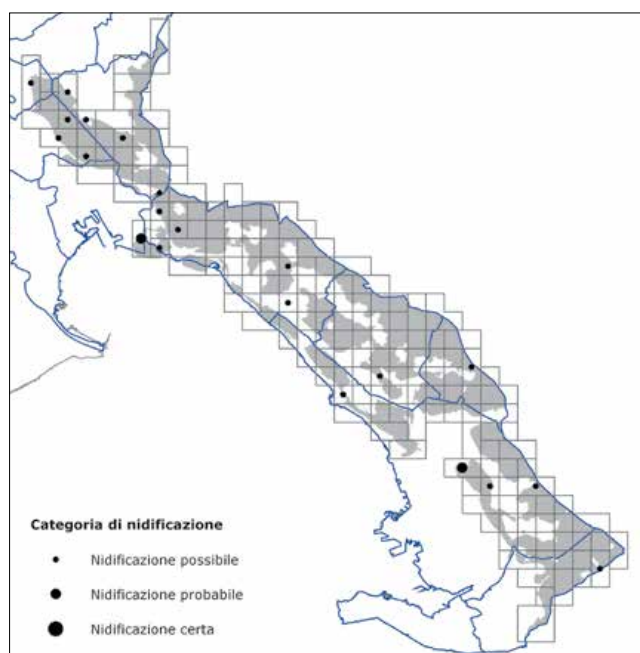 Categoria di nidificazione
Nidificazione possibile
Nidificazione probabile
Nidificazione certa